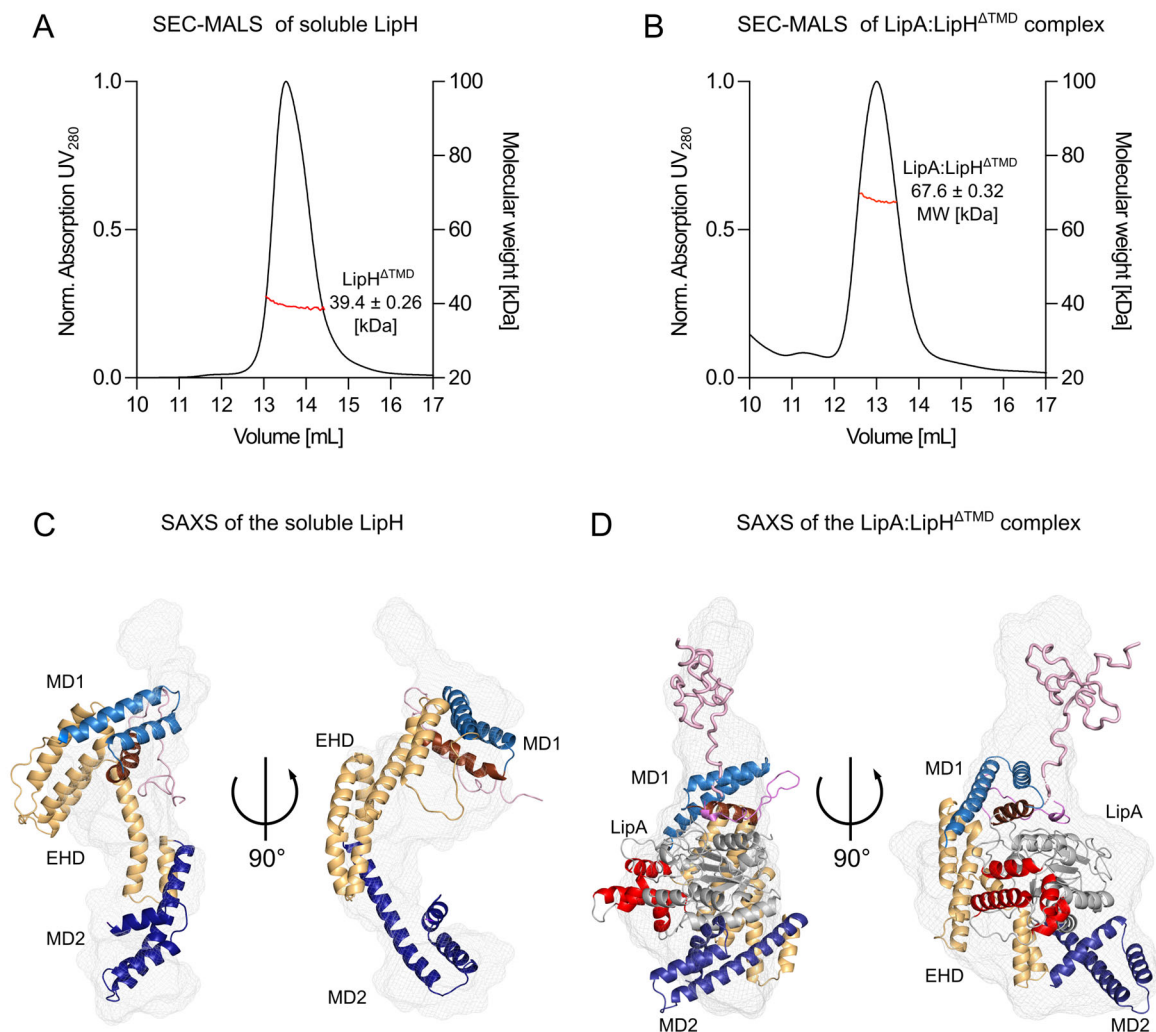 A
SEC-MALS of soluble LipH
1.0
0.5
0.0
Norm. Absorption UV280
100
80
60
40
20
Molecular weight [kDa]
LipHΔTMD
39.4 ± 0.26
[kDa]
10 11 12 13 14 15 16 17
Volume [mL]
B
SEC-MALS of LipA:LipHΔTMD complex
1.0
0.5
0.0
Norm. Absorption UV280
100
80
60
40
20
Molecular weight [kDa]
LipA:LipHΔTMD
67.6 ± 0.32
MW [kDa]
10 11 12 13 14 15 16 17
Volume [mL]
C
SAXS of the soluble LipH
MD1
EHD
MD2
90°
EHD
MD1
MD2
D
SAXS of the LipA:LipHΔTMD complex
MD1
LipA
MD2
90°
MD1
LipA
EHD
MD2